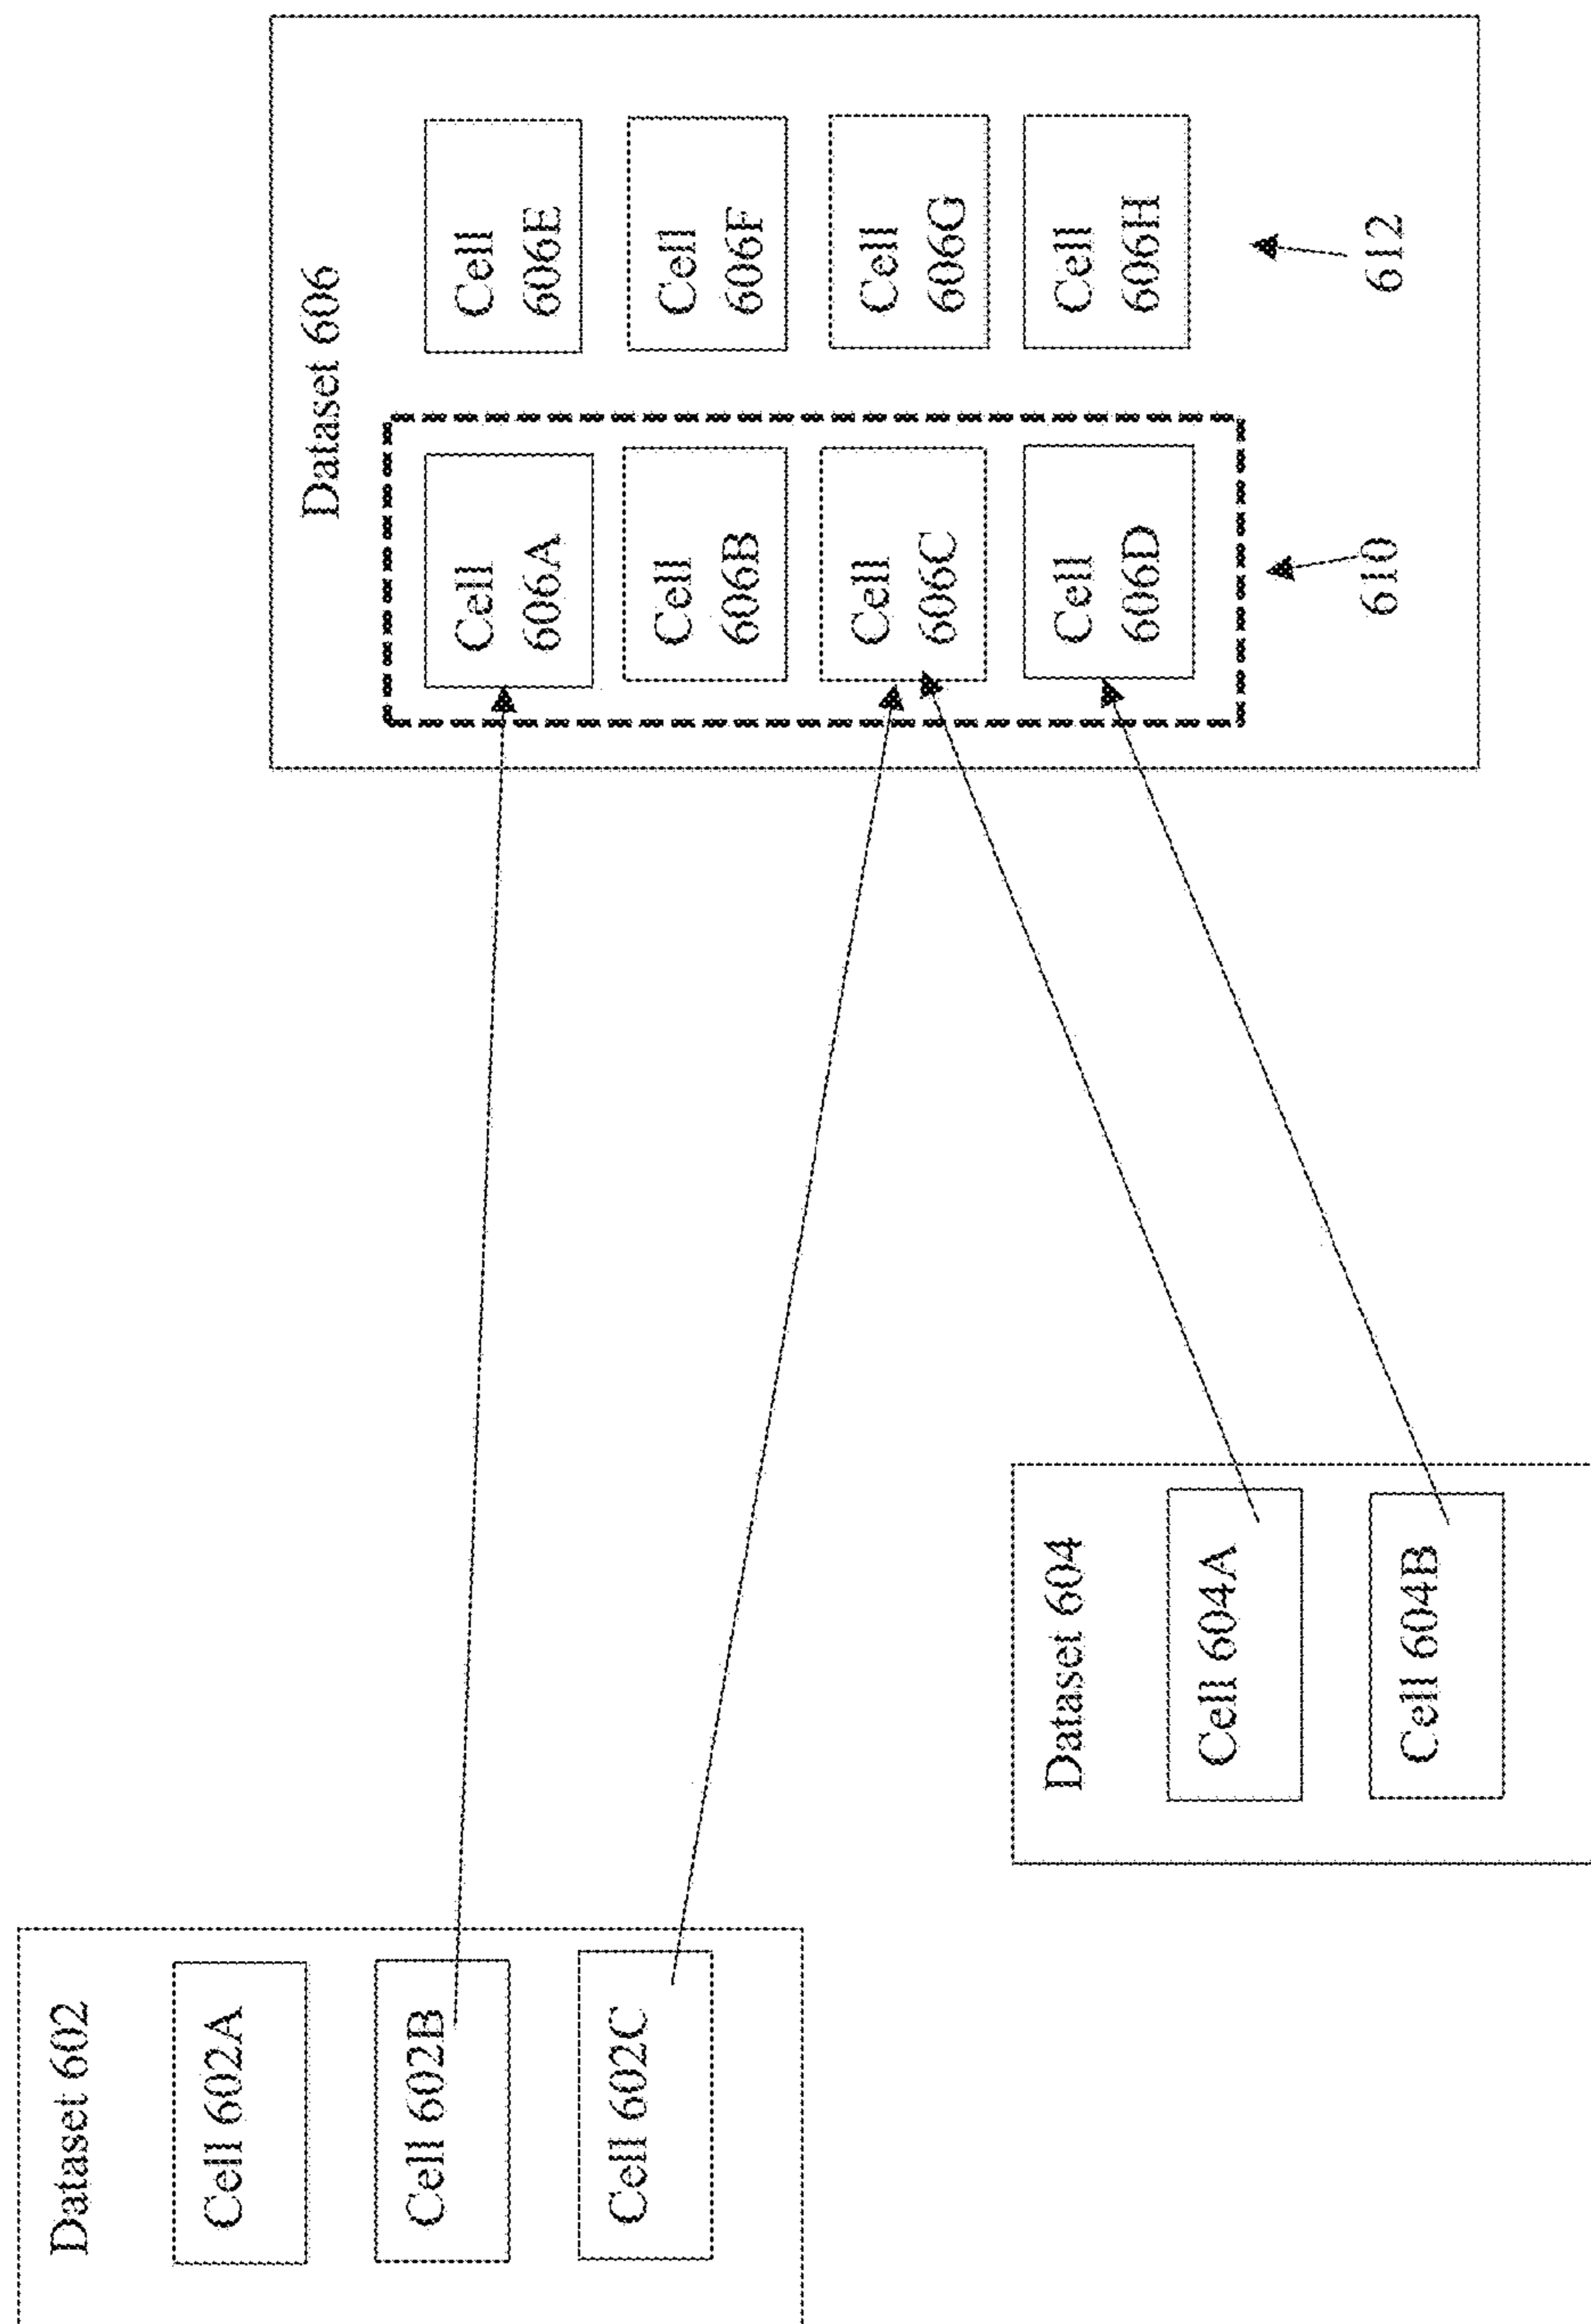 Dataset 602
Cell 602A
Cell 602B
Cell 602C
Dataset 604
Cell 604A
Cell 604B
Dataset 606
Cell
606A
Cell
606B
Cell
606C
Cell
606D
610
Cell
606E
Cell
606F
Cell
606G
Cell
606H
612